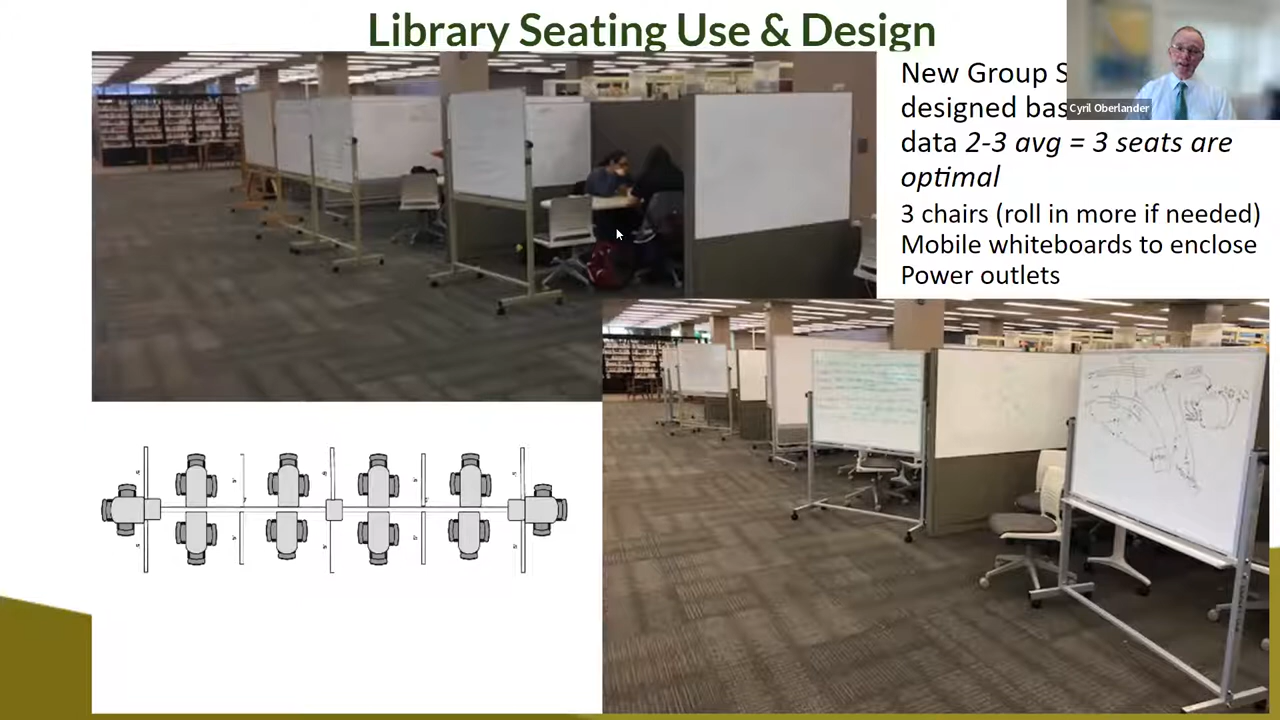 Library Seating Use & Design
New Group S
designed bas
data 2-3 avg = 3 seats are
optimal
3 chairs (roll in more if needed)
Mobile whiteboards to enclose
Power outlets
Cyril Oberlander